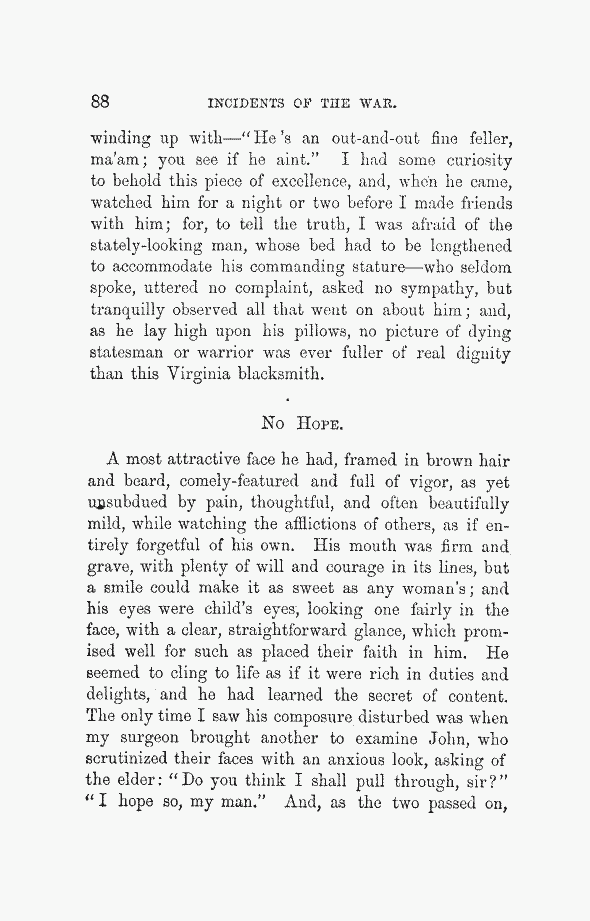 88 INCIDENTS OF THE WAR.
winding up with—"He 's an out-and-out fine feller,
ma'am; you see if he aint." I had some curiosity
to behold this piece of excellence, and, when he came,
watched him for a night or two before I made friends
with him; for, to tell the truth, I was afraid of the
stately-looking man, whose bed had to be lengthened
to accommodate his commanding stature—who seldom
spoke, uttered no complaint, asked no sympathy, but
tranquilly observed all that went on about him; and,
as he lay high upon his pillows, no picture of dying
statesman or warrior was ever fuller of real dignity
than this Virginia blacksmith.
No Hope.
A most attractive face he had, framed in brown hair
and beard, comely-featured and full of vigor, as yet
unsubdued by pain, thoughtful, and often beautifully
mild, while watching the afflictions of others, as if en-
tirely forgetful of his own. His mouth was firm and
grave, with plenty of will and courage in its lines, but
a smile could make it as sweet as any woman's; and
his eyes were child's eyes, looking one fairly in the
face, with a clear, straightforward glance, which prom-
ised well for such as placed their faith in him. He
seemed to cling to life as if it were rich in duties and
delights, and he had learned the secret of content.
The only time I saw his composure disturbed was when
my surgeon brought another to examine John, who
scrutinized their faces with an anxious look, asking of
the elder: "Do you think I shall pull through, sir?"
"I hope so, my man." And, as the two passed on,